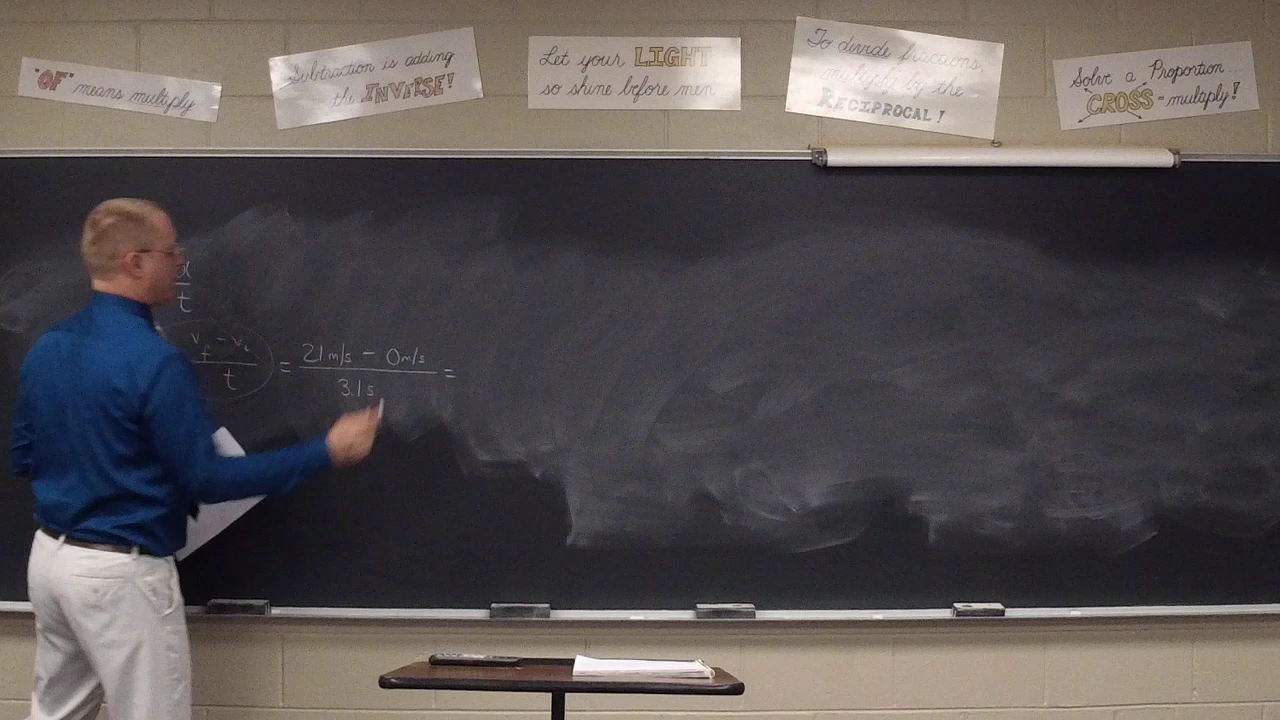 "OF" means multiply
Subtraction is adding
the INVERSE!
Let your LIGHT
so shine before men
To divide fractions,
multiply by the
RECIPROCAL!
Solve a Proportion...
CROSS-multiply!
t
v_f - v_i
t
= 21 m/s - 0 m/s =
3.1 s